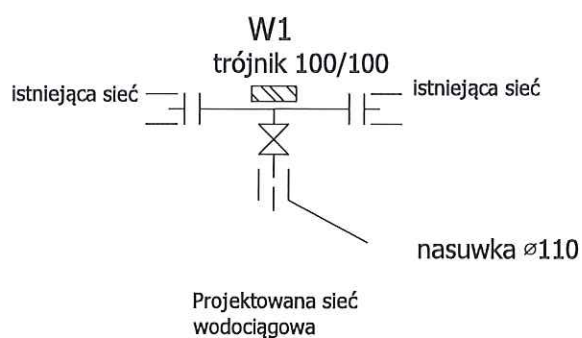 W1
trójnik 100/100
istniejąca sieć
istniejąca sieć
nasuwka ⌀110
Projektowana sieć
wodociągowa